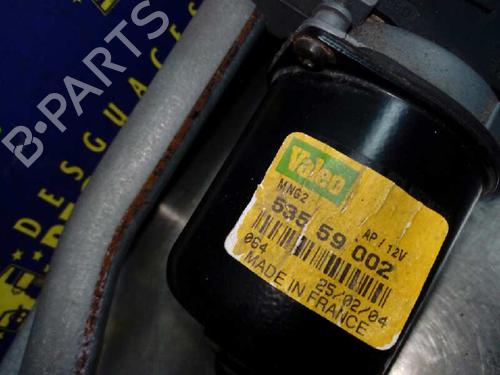 B-PARTS
DESGUACES
Valeo
MNG2
535 59 002
AP / 12V
064
25/02/04
MADE IN FRANCE